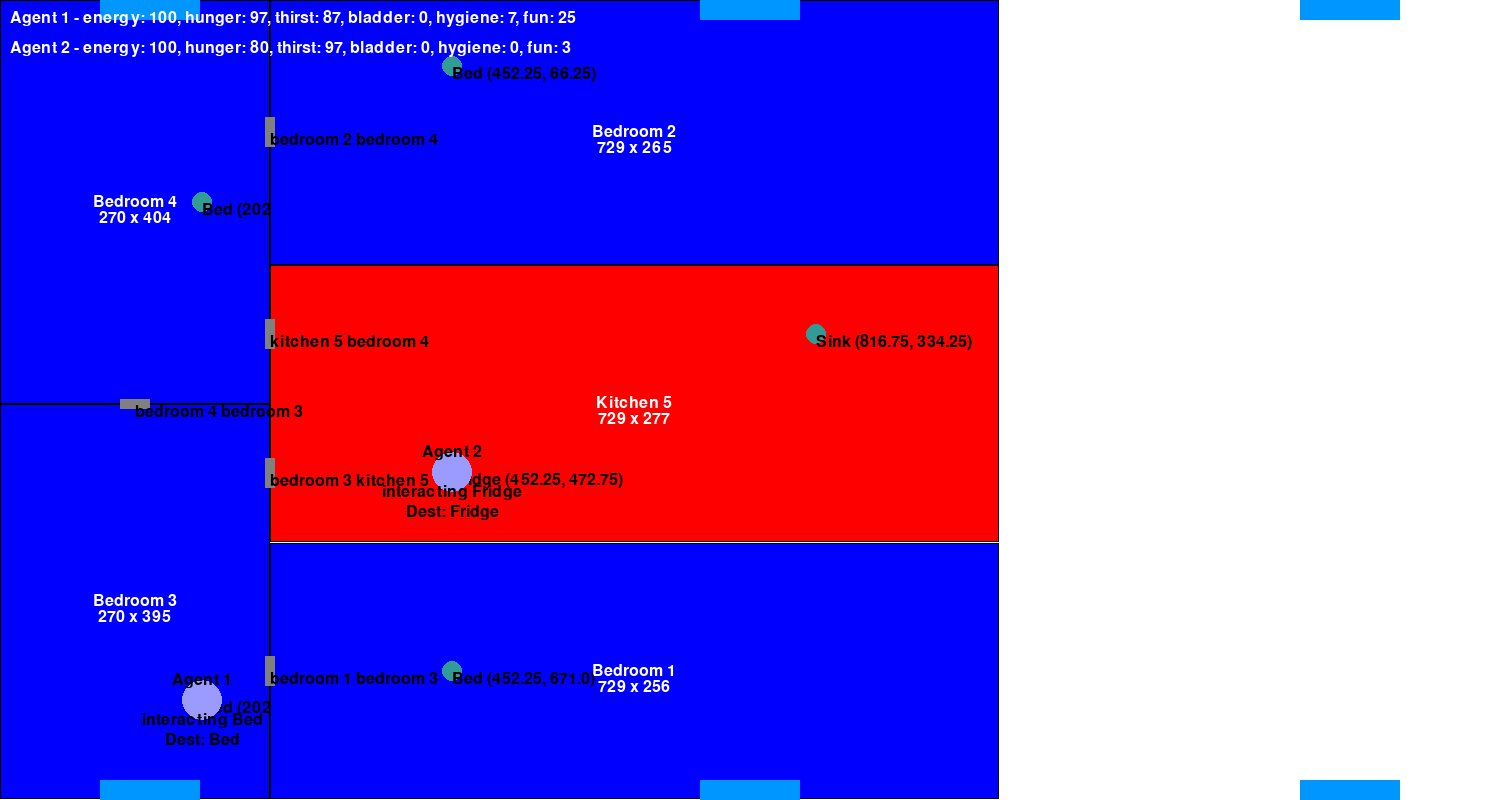 Agent 1 - energy: 100, hunger: 97, thirst: 87, bladder: 0, hygiene: 7, fun: 25
Agent 2 - energy: 100, hunger: 80, thirst: 97, bladder: 0, hygiene: 0, fun: 3
Bed (452.25, 66.25)
Bedroom 2
729 x 265
bedroom 2 bedroom 4
Bedroom 4
270 x 404
Bed (202
kitchen 5 bedroom 4
Sink (816.75, 334.25)
Kitchen 5
729 x 277
bedroom 4 bedroom 3
Agent 2
bedroom 3 kitchen 5
idge (452.25, 472.75)
interacting Fridge
Dest: Fridge
Bedroom 3
270 x 395
Bedroom 1
729 x 256
bedroom 1 bedroom 3
Bed (452.25, 671.0)
Agent 1
d (202
interacting Bed
Dest: Bed